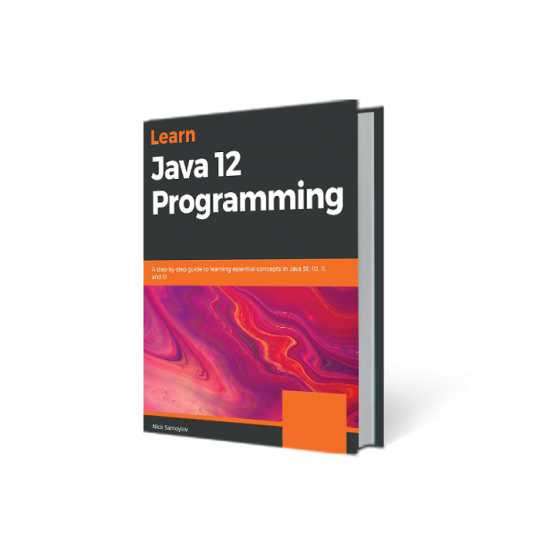 Learn
Java 12
Programming
A step-by-step guide to learning essential concepts in Java SE 10, 11,
and 12
Nick Samoylov